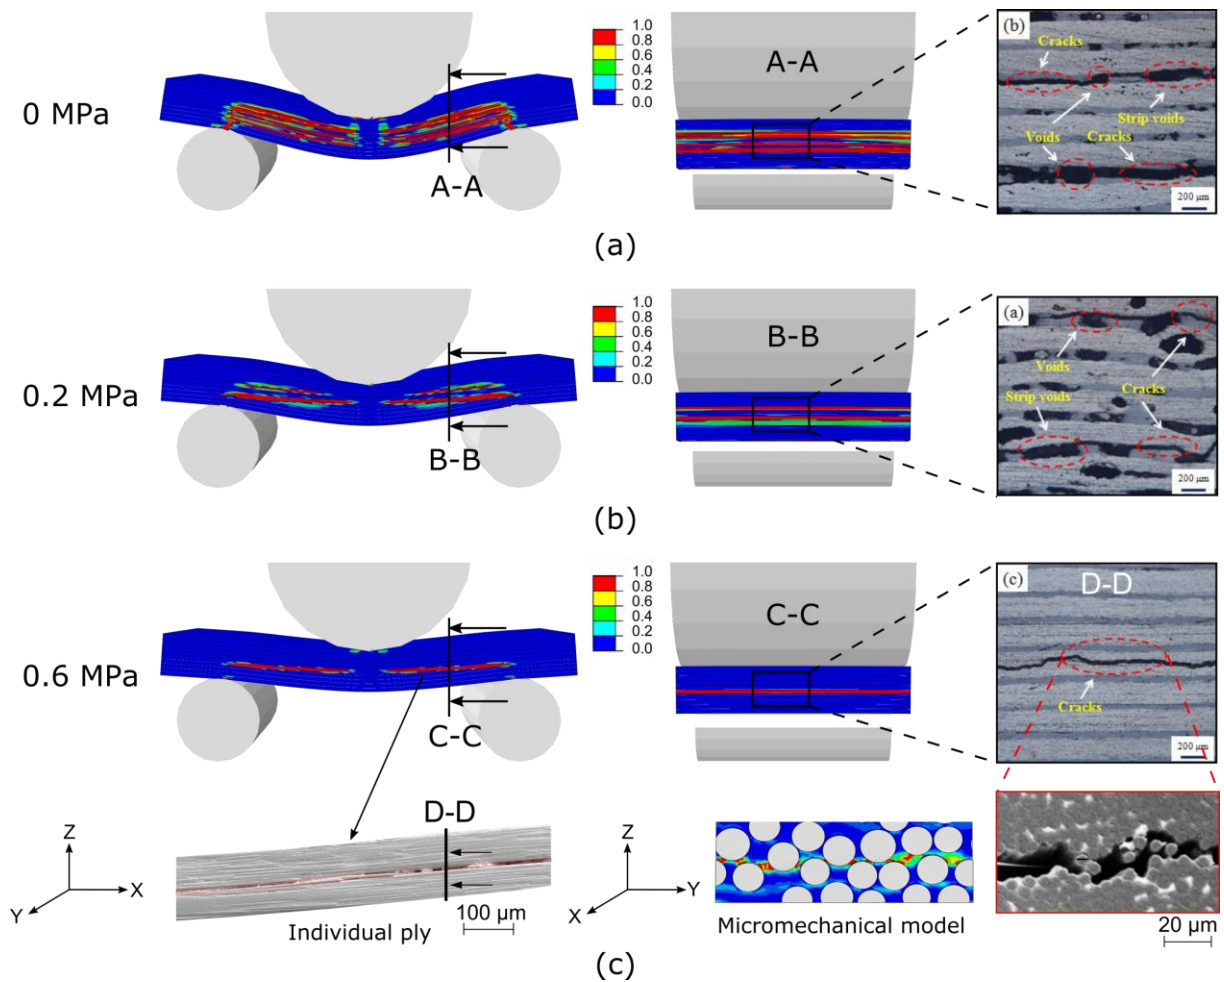 0 MPa
A-A
1.0
0.8
0.6
0.4
0.2
0.0
A-A
(b)
Cracks
Strip voids
Voids
Cracks
200 μm
(a)
0.2 MPa
B-B
1.0
0.8
0.6
0.4
0.2
0.0
B-B
(a)
Voids
Cracks
Strip voids
200 μm
(b)
0.6 MPa
C-C
1.0
0.8
0.6
0.4
0.2
0.0
C-C
(c)
D-D
Cracks
200 μm
Z
X
Y
D-D
100 μm
Individual ply
Z
Y
X
Micromechanical model
20 μm
(c)